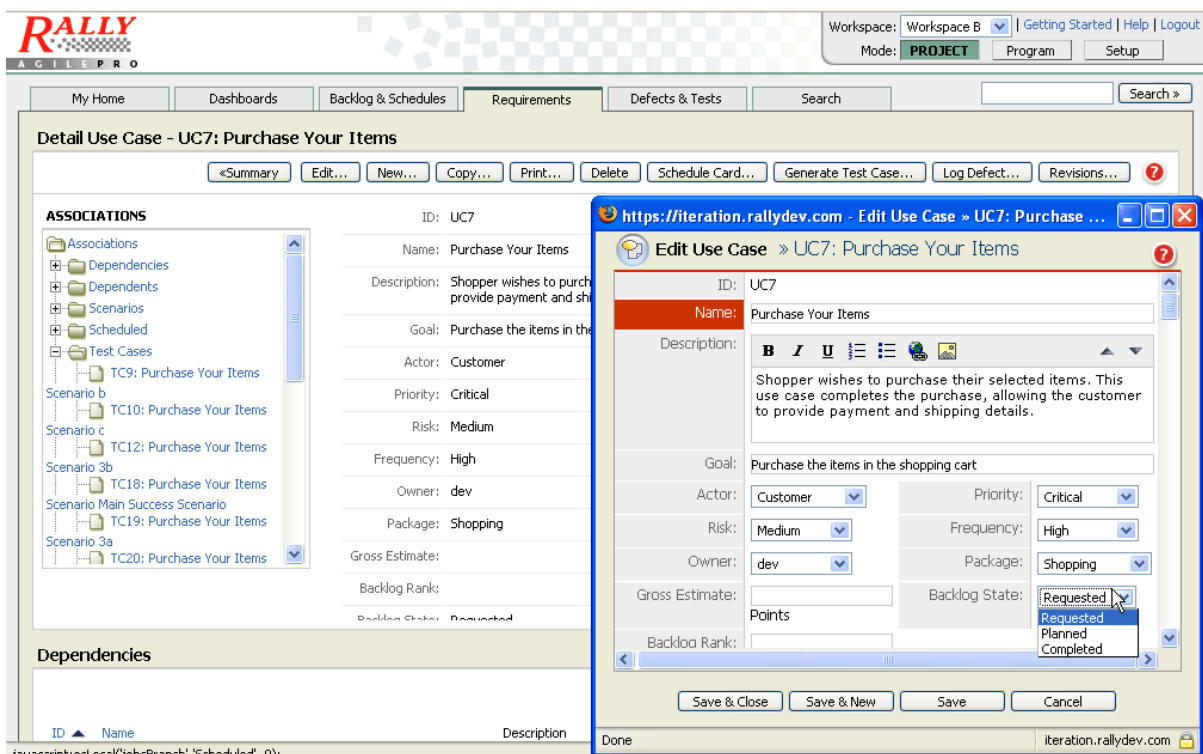 RALLY
AGILEPRO
Workspace: Workspace B | Getting Started | Help | Logout
Mode: PROJECT Program Setup
My Home Dashboards Backlog & Schedules Requirements Defects & Tests Search Search »
Detail Use Case - UC7: Purchase Your Items
«Summary Edit... New... Copy... Print... Delete Schedule Card... Generate Test Case... Log Defect... Revisions... ?
ASSOCIATIONS
Associations
Dependencies
Dependents
Scenarios
Scheduled
Test Cases
TC9: Purchase Your Items
Scenario b
TC10: Purchase Your Items
Scenario c
TC12: Purchase Your Items
Scenario 3b
TC18: Purchase Your Items
Scenario Main Success Scenario
TC19: Purchase Your Items
Scenario 3a
TC20: Purchase Your Items
ID: UC7
Name: Purchase Your Items
Description: Shopper wishes to purch
provide payment and shi
Goal: Purchase the items in the
Actor: Customer
Priority: Critical
Risk: Medium
Frequency: High
Owner: dev
Package: Shopping
Gross Estimate:
Backlog Rank:
Backlog State: Requested
Dependencies
ID Name Description
https://iteration.rallydev.com - Edit Use Case » UC7: Purchase ...
Edit Use Case » UC7: Purchase Your Items ?
ID: UC7
Name: Purchase Your Items
Description:
B I U
Shopper wishes to purchase their selected items. This
use case completes the purchase, allowing the customer
to provide payment and shipping details.
Goal: Purchase the items in the shopping cart
Actor: Customer Priority: Critical
Risk: Medium Frequency: High
Owner: dev Package: Shopping
Gross Estimate: Backlog State: Requested
Points Requested
Planned
Backlog Rank: Completed
Save & Close Save & New Save Cancel
Done iteration.rallydev.com